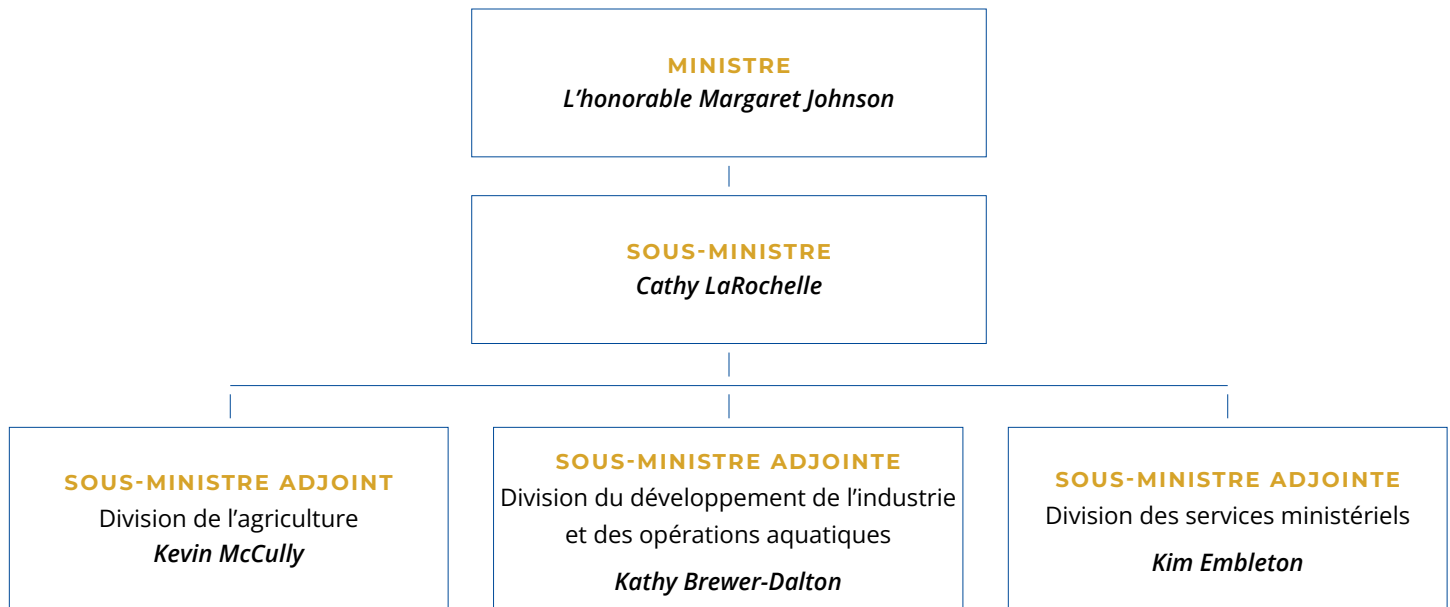 MINISTRE
L’honorable Margaret Johnson
SOUS-MINISTRE
Cathy LaRochelle
SOUS-MINISTRE ADJOINT
Division de l’agriculture
Kevin McCully
SOUS-MINISTRE ADJOINTE
Division du développement de l’industrie
et des opérations aquatiques
Kathy Brewer-Dalton
SOUS-MINISTRE ADJOINTE
Division des services ministériels
Kim Embleton